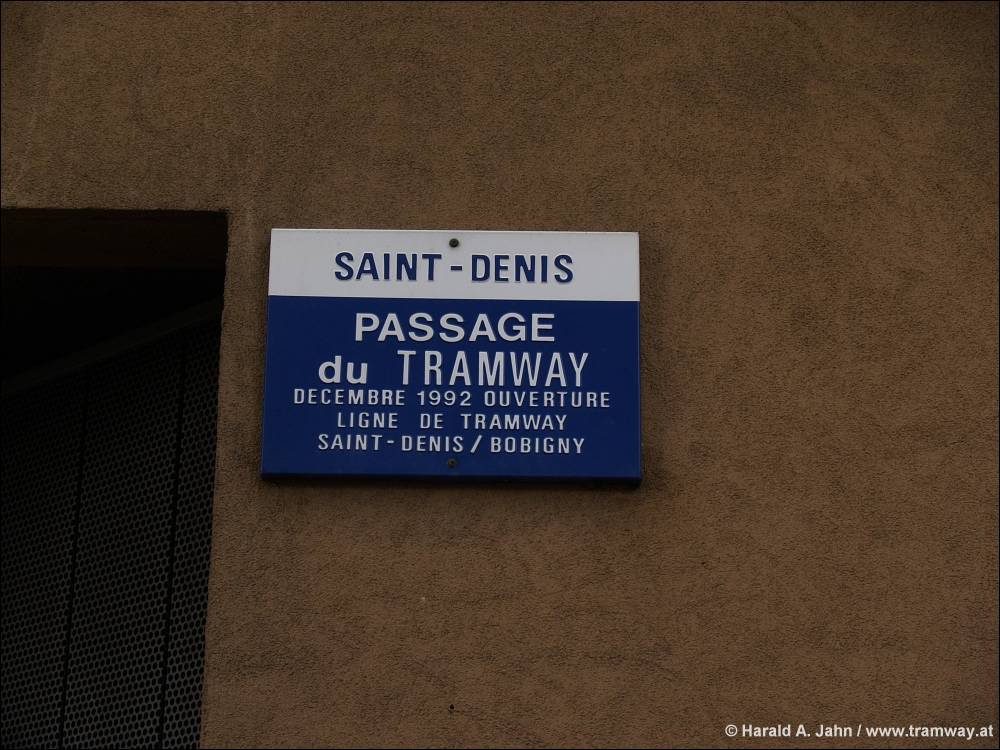 SAINT-DENIS
PASSAGE
du TRAMWAY
DECEMBRE 1992 OUVERTURE
LIGNE DE TRAMWAY
SAINT-DENIS/BOBIGNY
© Harald A. Jahn / www.tramway.at